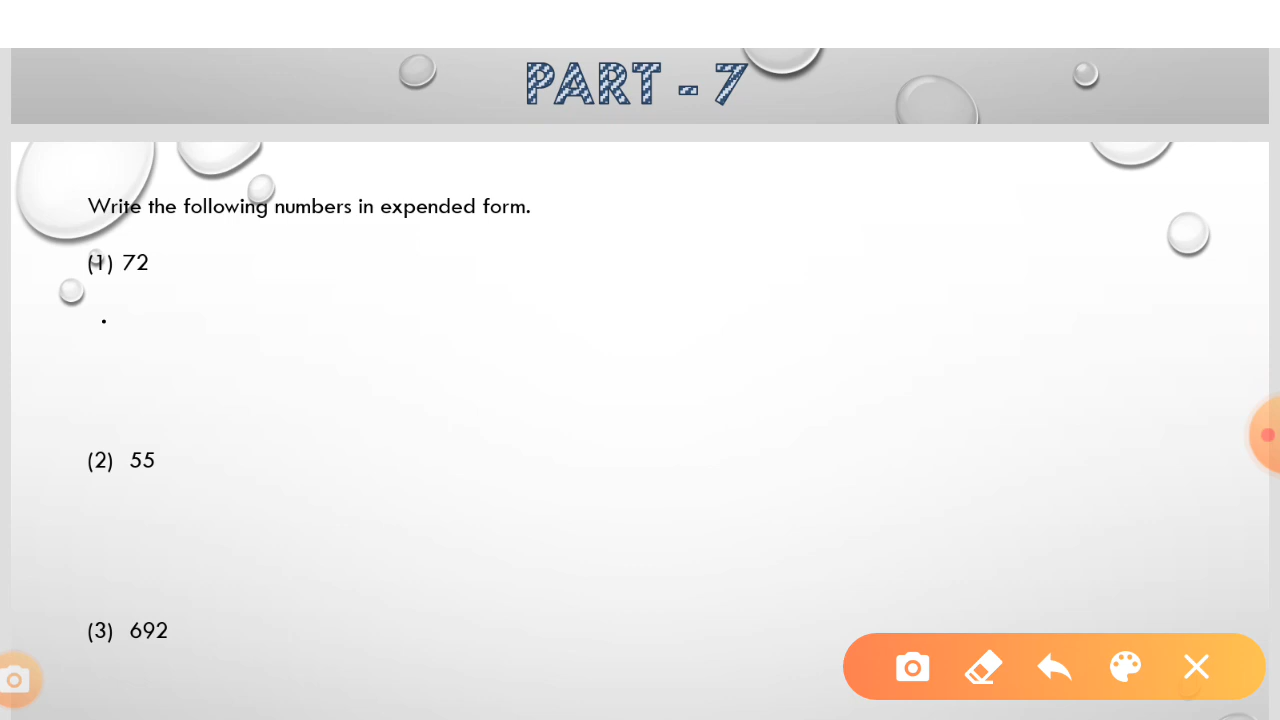 PART - 7
Write the following numbers in expended form.
(1) 72
.
(2) 55
(3) 692